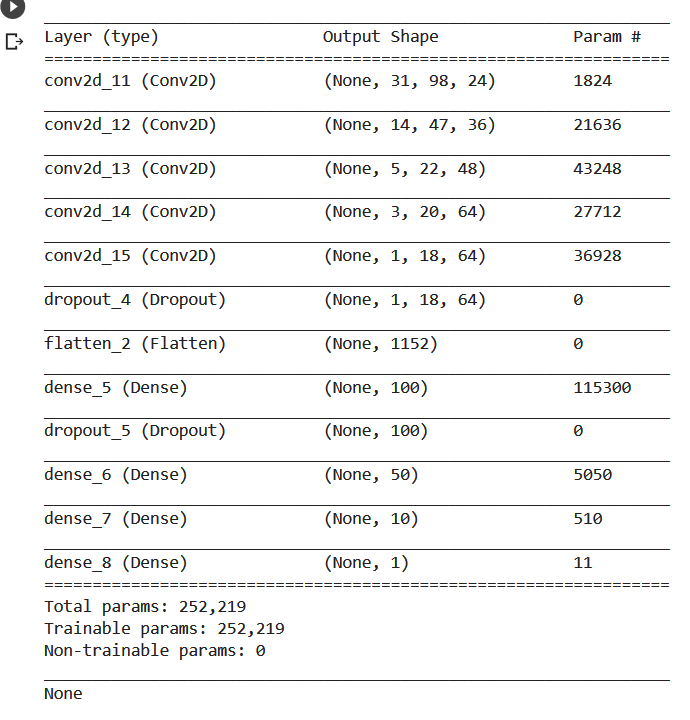 Layer (type) Output Shape Param #
=================================================================
conv2d_11 (Conv2D) (None, 31, 98, 24) 1824
conv2d_12 (Conv2D) (None, 14, 47, 36) 21636
conv2d_13 (Conv2D) (None, 5, 22, 48) 43248
conv2d_14 (Conv2D) (None, 3, 20, 64) 27712
conv2d_15 (Conv2D) (None, 1, 18, 64) 36928
dropout_4 (Dropout) (None, 1, 18, 64) 0
flatten_2 (Flatten) (None, 1152) 0
dense_5 (Dense) (None, 100) 115300
dropout_5 (Dropout) (None, 100) 0
dense_6 (Dense) (None, 50) 5050
dense_7 (Dense) (None, 10) 510
dense_8 (Dense) (None, 1) 11
=================================================================
Total params: 252,219
Trainable params: 252,219
Non-trainable params: 0
None